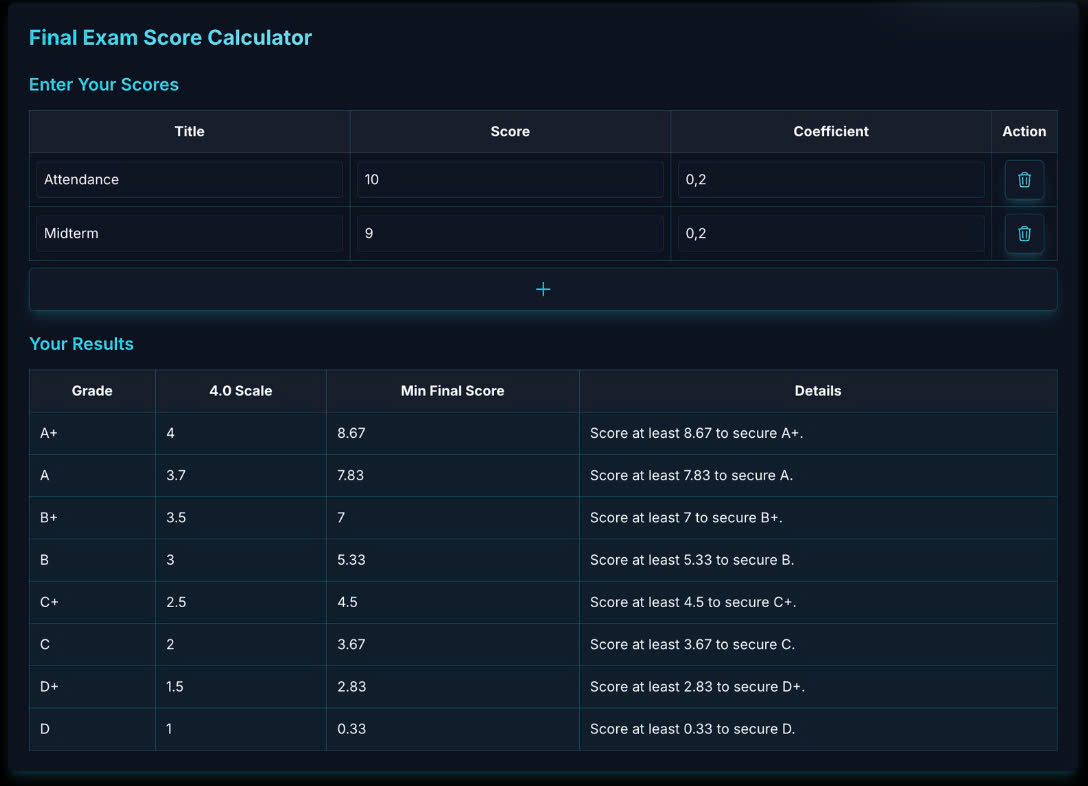 Final Exam Score Calculator
Enter Your Scores
Title Score Coefficient Action
Attendance 10 0,2
Midterm 9 0,2
+
Your Results
Grade 4.0 Scale Min Final Score Details
A+ 4 8.67 Score at least 8.67 to secure A+.
A 3.7 7.83 Score at least 7.83 to secure A.
B+ 3.5 7 Score at least 7 to secure B+.
B 3 5.33 Score at least 5.33 to secure B.
C+ 2.5 4.5 Score at least 4.5 to secure C+.
C 2 3.67 Score at least 3.67 to secure C.
D+ 1.5 2.83 Score at least 2.83 to secure D+.
D 1 0.33 Score at least 0.33 to secure D.